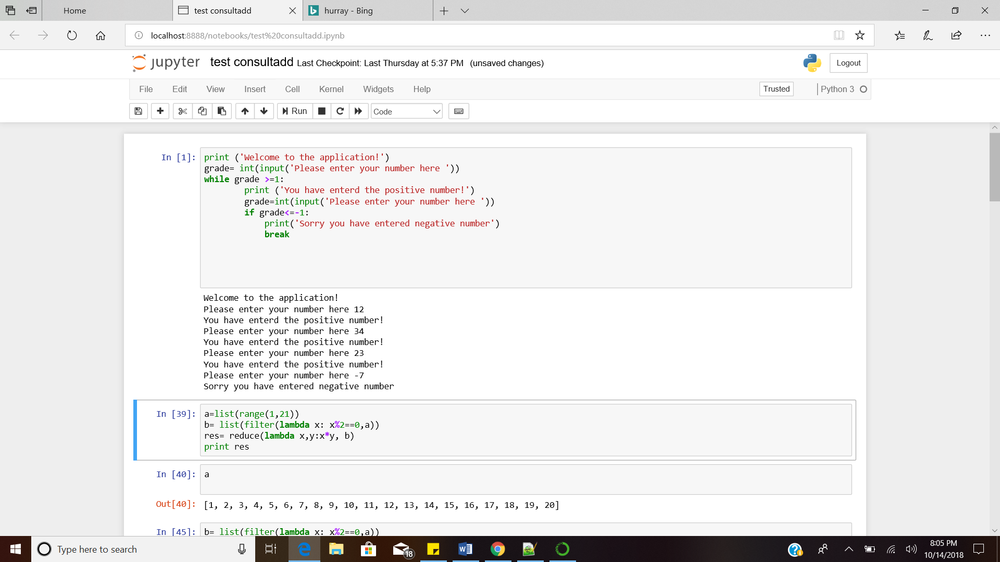 Home
test consultadd
hurray - Bing
localhost:8888/notebooks/test%20consultadd.ipynb
jupyter test consultadd Last Checkpoint: Last Thursday at 5:37 PM (unsaved changes)
Logout
File Edit View Insert Cell Kernel Widgets Help
Trusted
Python 3
Run
Code
In [1]:
print ('Welcome to the application!')
grade= int(input('Please enter your number here '))
while grade >=1:
        print ('You have enterd the positive number!')
        grade=int(input('Please enter your number here '))
        if grade<=-1:
            print('Sorry you have entered negative number')
            break
Welcome to the application!
Please enter your number here 12
You have enterd the positive number!
Please enter your number here 34
You have enterd the positive number!
Please enter your number here 23
You have enterd the positive number!
Please enter your number here -7
Sorry you have entered negative number
In [39]:
a=list(range(1,21))
b= list(filter(lambda x: x%2==0,a))
res= reduce(lambda x,y:x*y, b)
print res
In [40]:
a
Out[40]:
[1, 2, 3, 4, 5, 6, 7, 8, 9, 10, 11, 12, 13, 14, 15, 16, 17, 18, 19, 20]
In [45]:
b= list(filter(lambda x: x%2==0,a))
Type here to search
18
8:05 PM
10/14/2018